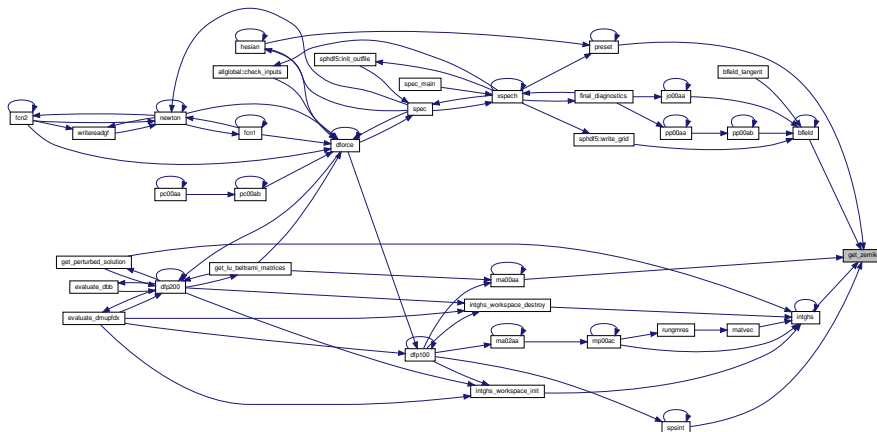 hesian
preset
sphdf5::init_outfile
allglobal::check_inputs
bfield_tangent
spec_main
xspech
final_diagnostics
jo00aa
spec
fcn2
newton
writereadgf
fcn1
pp00aa
pp00ab
bfield
sphdf5::write_grid
dforce
pc00aa
pc00ab
get_zernik
get_perturbed_solution
get_lu_beltrami_matrices
ma00aa
evaluate_dbb
dfp200
intghs_workspace_destroy
evaluate_dmupfdx
intghs
rungmres
matvec
ma02aa
mp00ac
dfp100
intghs_workspace_init
spsint